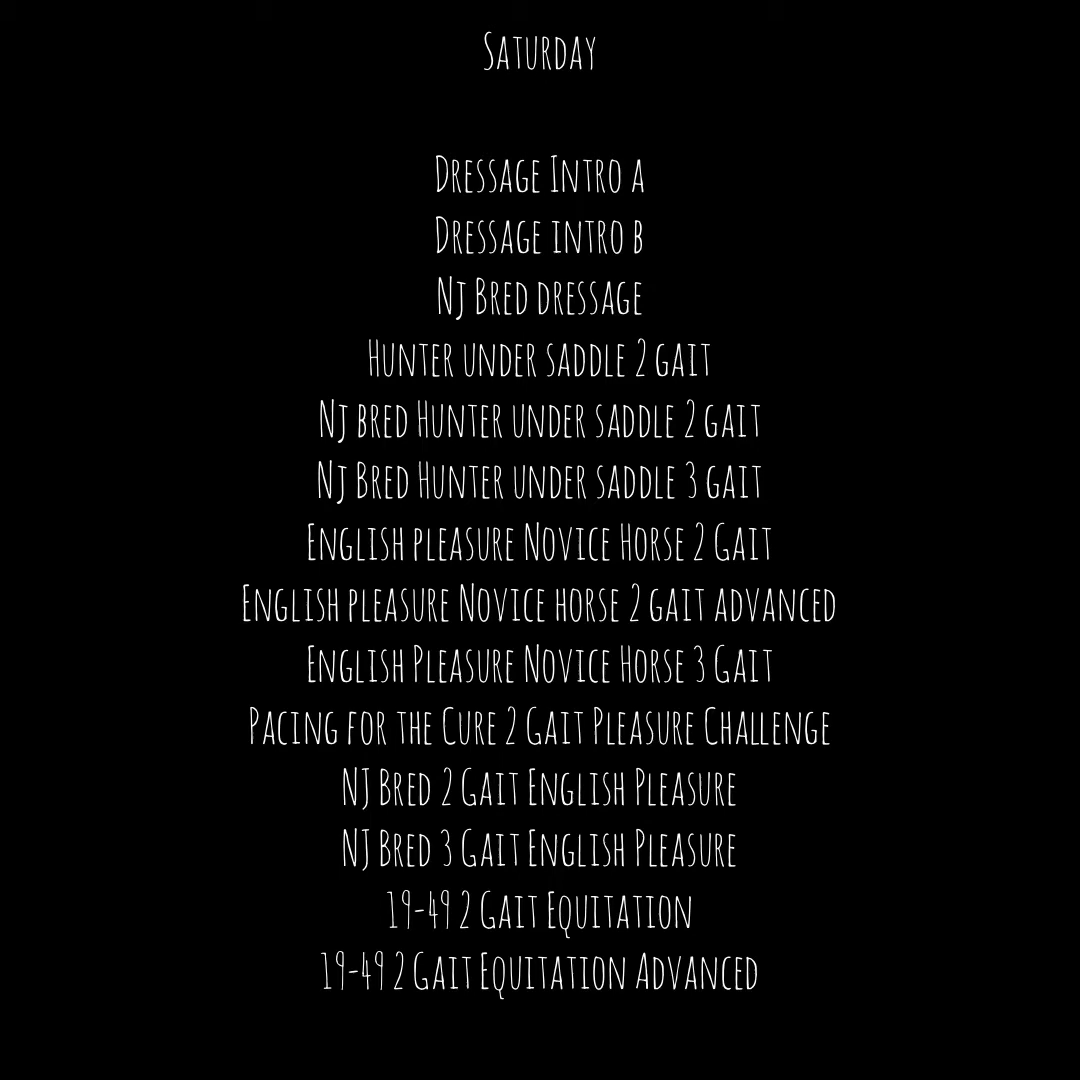 Saturday
Dressage Intro A
Dressage intro B
NJ Bred dressage
Hunter under saddle 2 gait
NJ bred Hunter under saddle 2 gait
NJ Bred Hunter under saddle 3 gait
English pleasure Novice Horse 2 Gait
English pleasure Novice horse 2 gait advanced
English Pleasure Novice Horse 3 Gait
Pacing for the Cure 2 Gait Pleasure Challenge
NJ Bred 2 Gait English Pleasure
NJ Bred 3 Gait English Pleasure
19-49 2 Gait Equitation
19-49 2 Gait Equitation Advanced